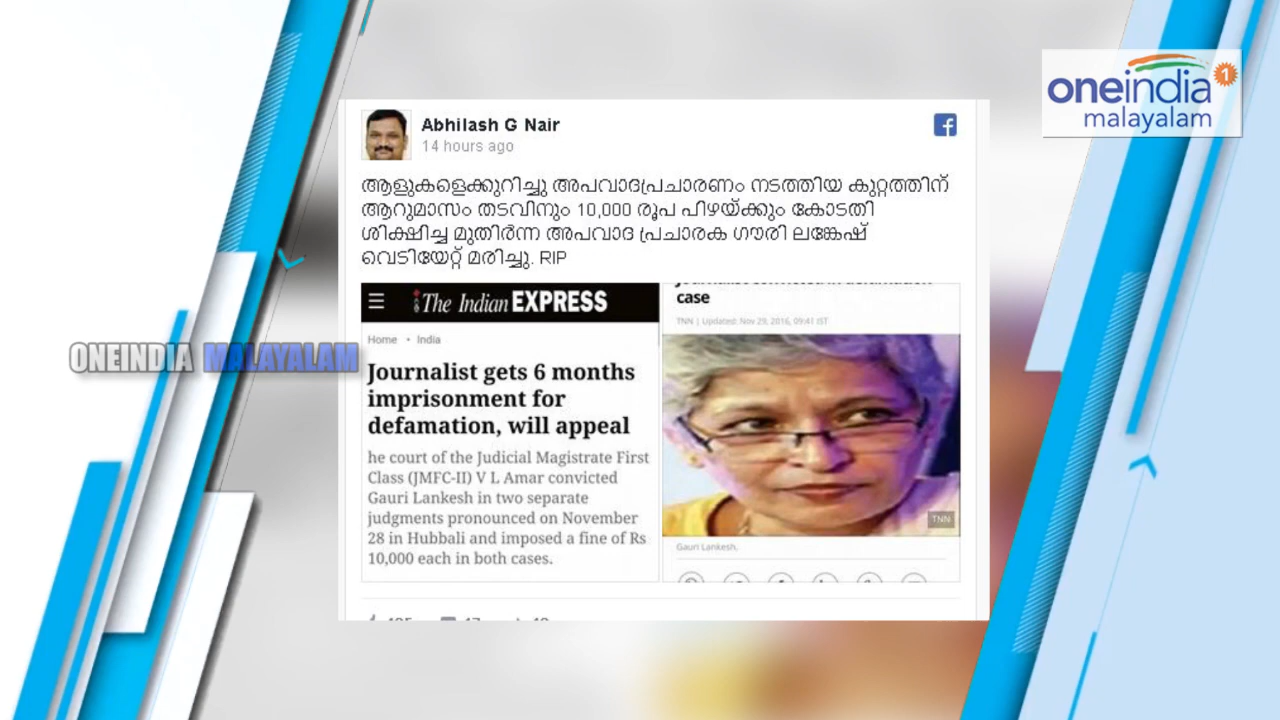 oneindia 1
malayalam
Abhilash G Nair
14 hours ago
ആളുകളെക്കുറിച്ചു അപവാദപ്രചാരണം നടത്തിയ കുറ്റത്തിന്
ആറുമാസം തടവിനും 10,000 രൂപ പിഴയ്ക്കും കോടതി
ശിക്ഷിച്ച മുതിർന്ന അപവാദ പ്രചാരക ഗൗരി ലങ്കേഷ്
വെടിയേറ്റ് മരിച്ചു. RIP
The Indian EXPRESS
Home • India
Journalist gets 6 months
imprisonment for
defamation, will appeal
he court of the Judicial Magistrate First
Class (JMFC-II) V L Amar convicted
Gauri Lankesh in two separate
judgments pronounced on November
28 in Hubbali and imposed a fine of Rs
10,000 each in both cases.
case
TNN | Updated: Nov 29, 2016, 09:41 IST
TNN
Gauri Lankesh.
ONEINDIA MALAYALAM